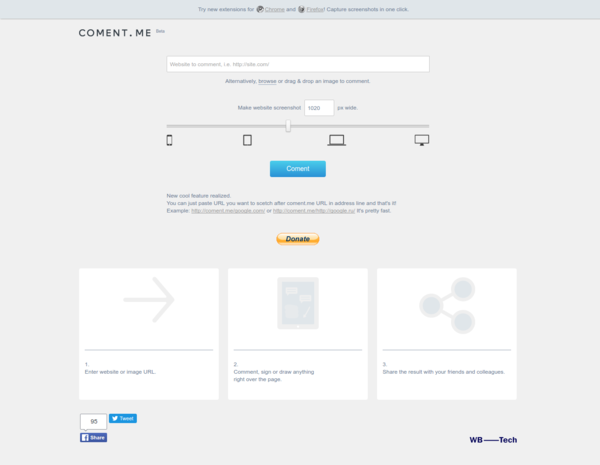 Try new extensions for Chrome and Firefox! Capture screenshots in one click.
COMENT.ME Beta
Website to comment, i.e. http://site.com/
Alternatively, browse or drag & drop an image to comment.
Make website screenshot 1020 px wide.
Coment
New cool feature realized.
You can just paste URL you want to scetch after coment.me URL in address line and that's it!
Example: http://coment.me/google.com/ or http://coment.me/http://google.ru/ It's pretty fast.
Donate
1.
Enter website or image URL.
2.
Comment, sign or draw anything
right over the page.
3.
Share the result with your friends and colleagues.
95
Tweet
Share
WB—Tech